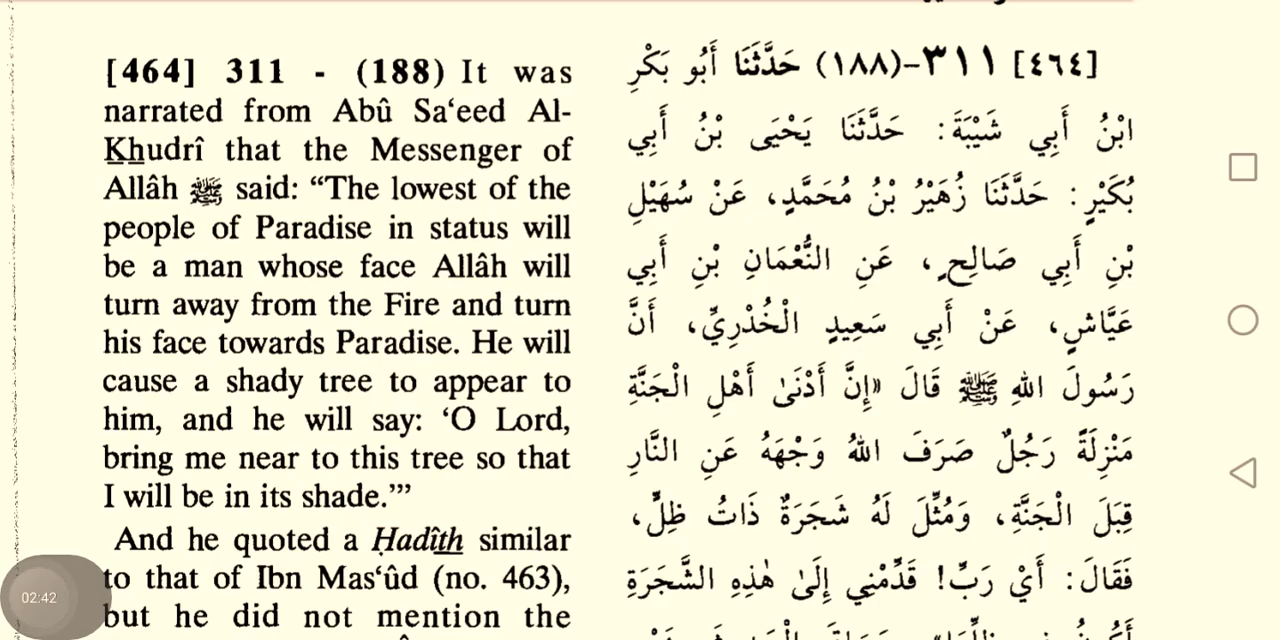 [464] 311 - (188) It was
narrated from Abû Sa‘eed Al-
Khudrî that the Messenger of
Allâh ﷺ said: “The lowest of the
people of Paradise in status will
be a man whose face Allâh will
turn away from the Fire and turn
his face towards Paradise. He will
cause a shady tree to appear to
him, and he will say: ‘O Lord,
bring me near to this tree so that
I will be in its shade.’”
And he quoted a Ḥadîth similar
to that of Ibn Mas‘ûd (no. 463),
but he did not mention the
[٤٦٤] ٣١١-(١٨٨) حَدَّثَنَا أَبُو بَكْرِ
ابْنُ أَبِي شَيْبَةَ: حَدَّثَنَا يَحْيَى بْنُ أَبِي
بُكَيْرٍ: حَدَّثَنَا زُهَيْرُ بْنُ مُحَمَّدٍ، عَنْ سُهَيْلِ
بْنِ أَبِي صَالِحٍ، عَنِ النُّعْمَانِ بْنِ أَبِي
عَيَّاشٍ، عَنْ أَبِي سَعِيدٍ الْخُدْرِيِّ، أَنَّ
رَسُولَ اللهِ ﷺ قَالَ «إِنَّ أَدْنَىٰ أَهْلِ الْجَنَّةِ
مَنْزِلَةً رَجُلٌ صَرَفَ اللهُ وَجْهَهُ عَنِ النَّارِ
قِبَلَ الْجَنَّةِ، وَمُثِّلَ لَهُ شَجَرَةٌ ذَاتُ ظِلٍّ،
فَقَالَ: أَيْ رَبِّ! قَدِّمْنِي إِلَىٰ هٰذِهِ الشَّجَرَةِ
02:42